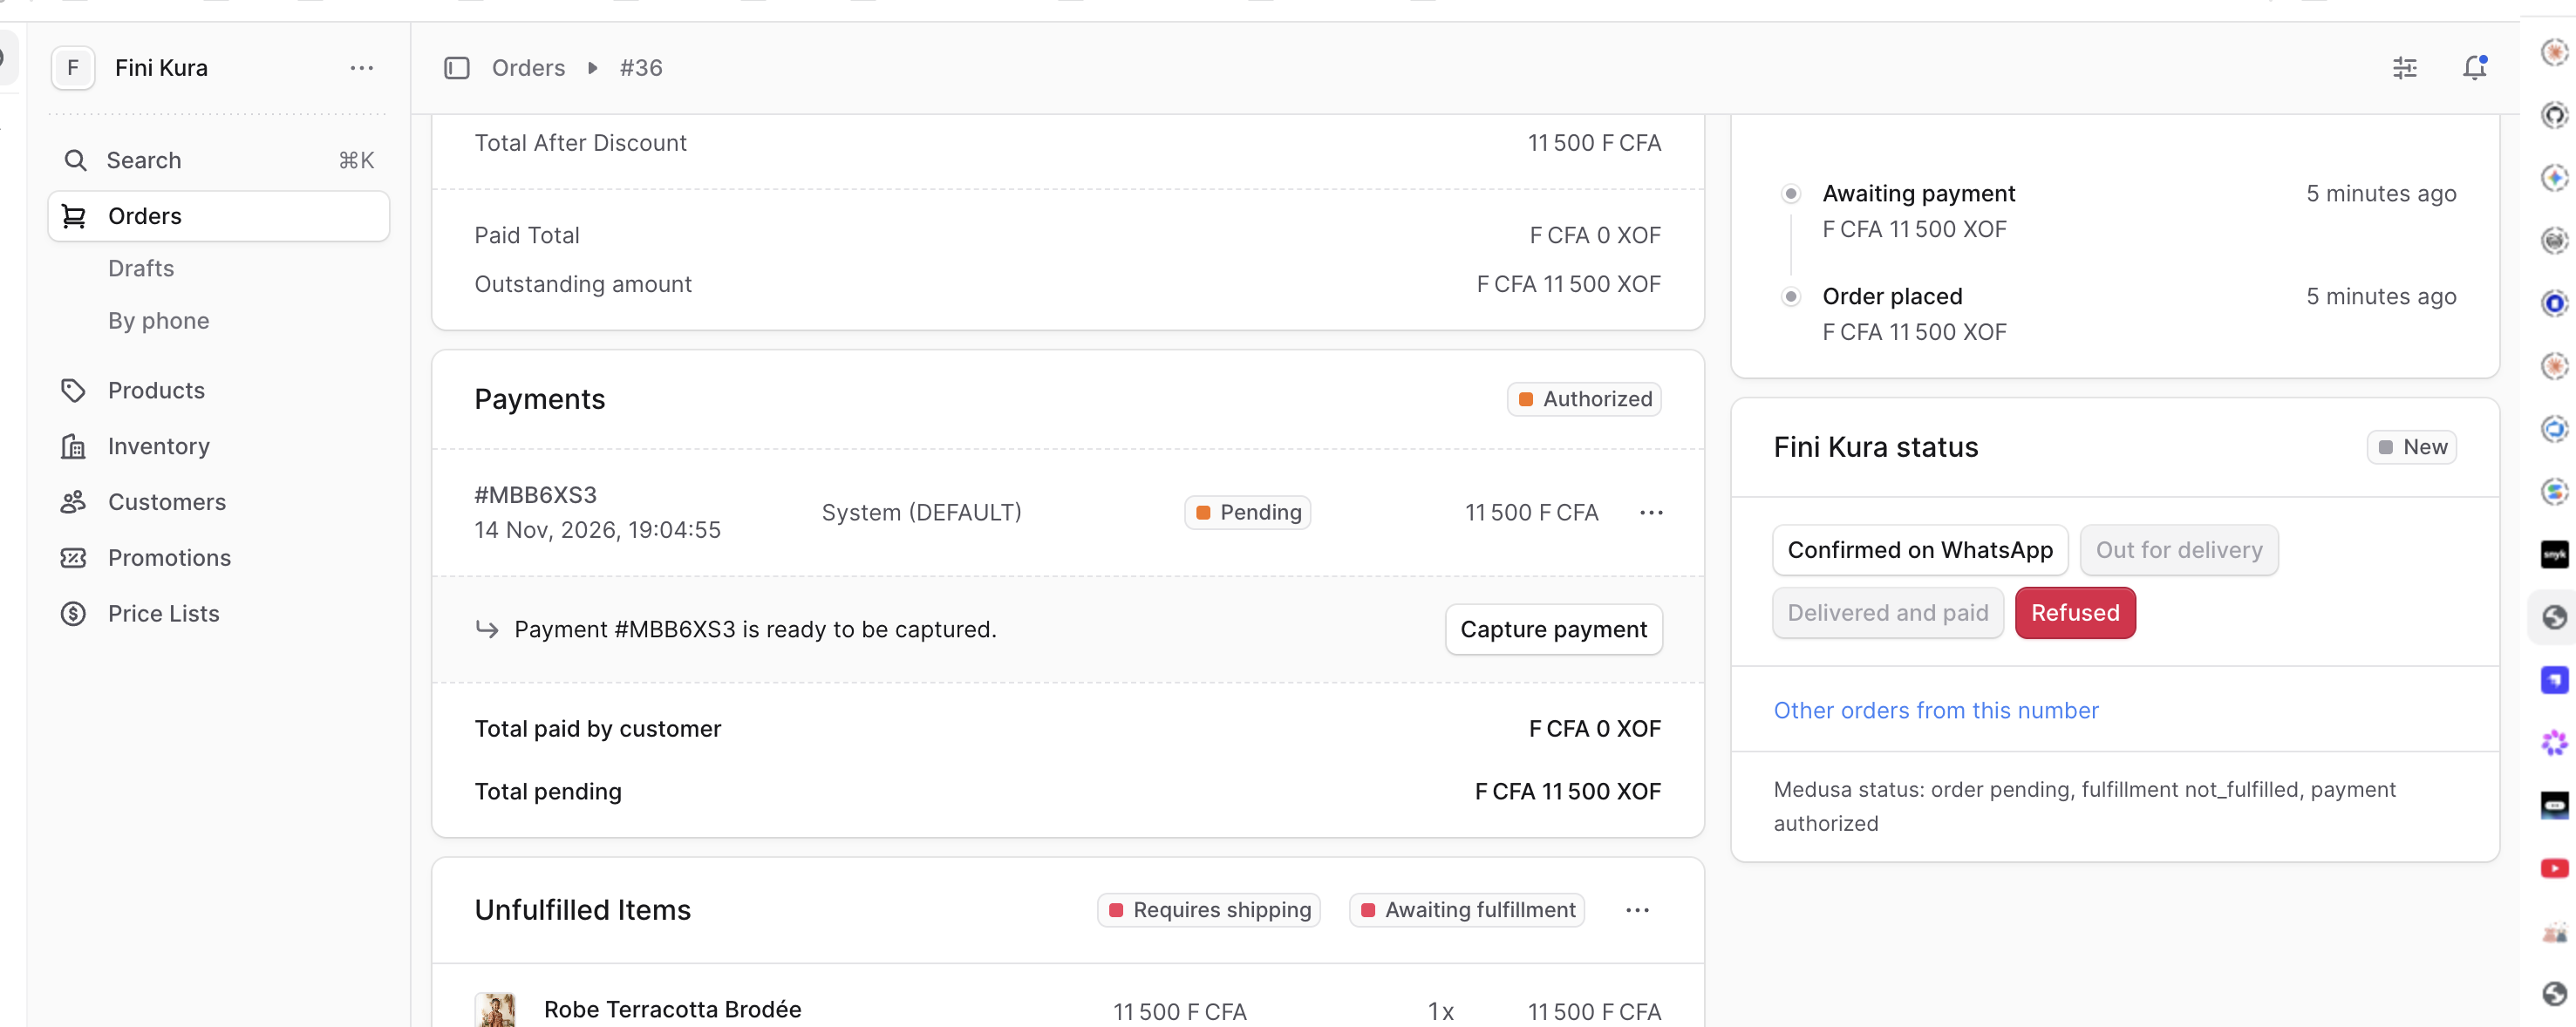 F
Fini Kura
Search
⌘K
Orders
Drafts
By phone
Products
Inventory
Customers
Promotions
Price Lists
Orders
#36
Total After Discount
11 500 F CFA
Paid Total
F CFA 0 XOF
Outstanding amount
F CFA 11 500 XOF
Payments
Authorized
#MBB6XS3
14 Nov, 2026, 19:04:55
System (DEFAULT)
Pending
11 500 F CFA
Payment #MBB6XS3 is ready to be captured.
Capture payment
Total paid by customer
F CFA 0 XOF
Total pending
F CFA 11 500 XOF
Unfulfilled Items
Requires shipping
Awaiting fulfillment
Robe Terracotta Brodée
11 500 F CFA
1x
11 500 F CFA
Awaiting payment
5 minutes ago
F CFA 11 500 XOF
Order placed
5 minutes ago
F CFA 11 500 XOF
Fini Kura status
New
Confirmed on WhatsApp
Out for delivery
Delivered and paid
Refused
Other orders from this number
Medusa status: order pending, fulfillment not_fulfilled, payment
authorized
snyk